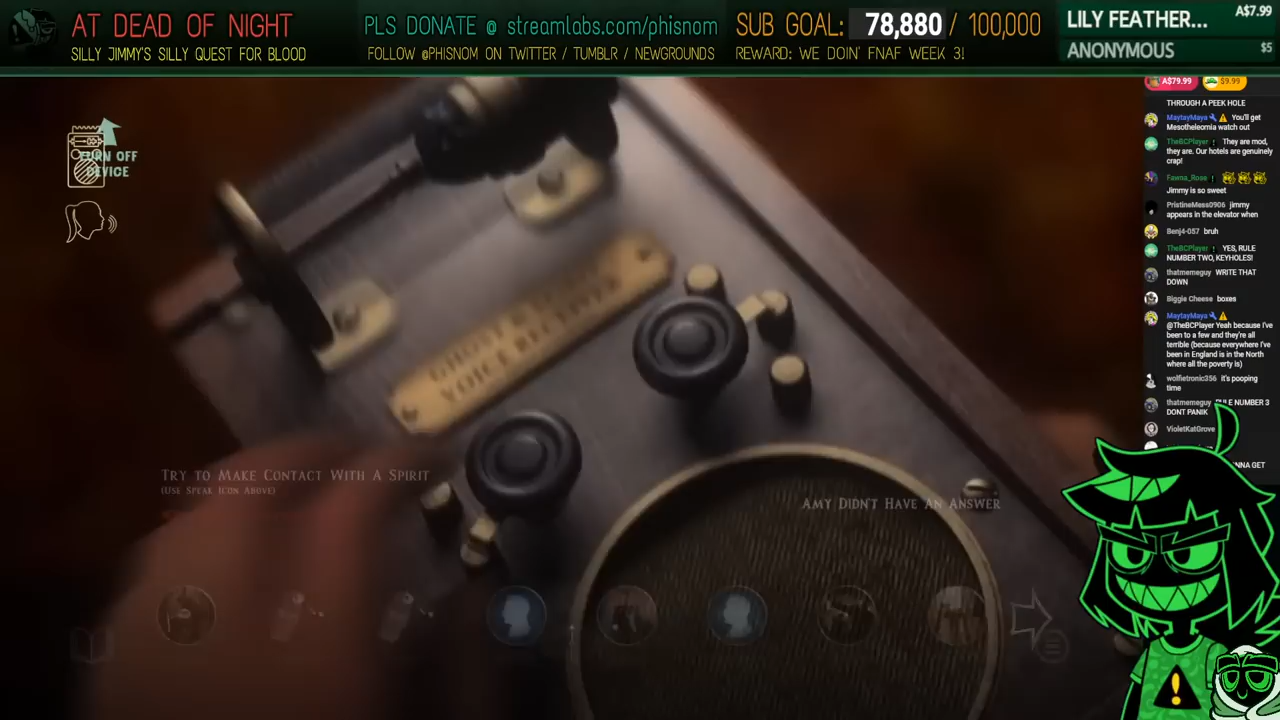 AT DEAD OF NIGHT
SILLY JIMMY'S SILLY QUEST FOR BLOOD
PLS DONATE @ streamlabs.com/phisnom
FOLLOW @PHISNOM ON TWITTER / TUMBLR / NEWGROUNDS
SUB GOAL: 78,880 / 100,000
REWARD: WE DOIN' FNAF WEEK 3!
LILY FEATHER... A$7.99
ANONYMOUS $5
A$79.99 $9.99
THROUGH A PEEK HOLE
MaytayMaya You'll get
Mesotheleomia watch out
TheBCPlayer They are mod,
they are. Our hotels are genuinely
crap!
Fawna_Rose
Jimmy is so sweet
PristineMess0906 jimmy
appears in the elevator when
Benj4-057 bruh
TheBCPlayer YES, RULE
NUMBER TWO, KEYHOLES!
thatmemeguy WRITE THAT
DOWN
Biggie Cheese boxes
MaytayMaya
@TheBCPlayer Yeah because I've
been to a few and they're all
terrible (because everywhere I've
been in England is in the North
where all the poverty is)
wolfietronic356 it's pooping
time
thatmemeguy RULE NUMBER 3
DONT PANIK
VioletKatGrove
NNA GET
TURN OFF
DEVICE
TRY TO MAKE CONTACT WITH A SPIRIT
(USE SPEAK ICON ABOVE)
AMY DIDN'T HAVE AN ANSWER